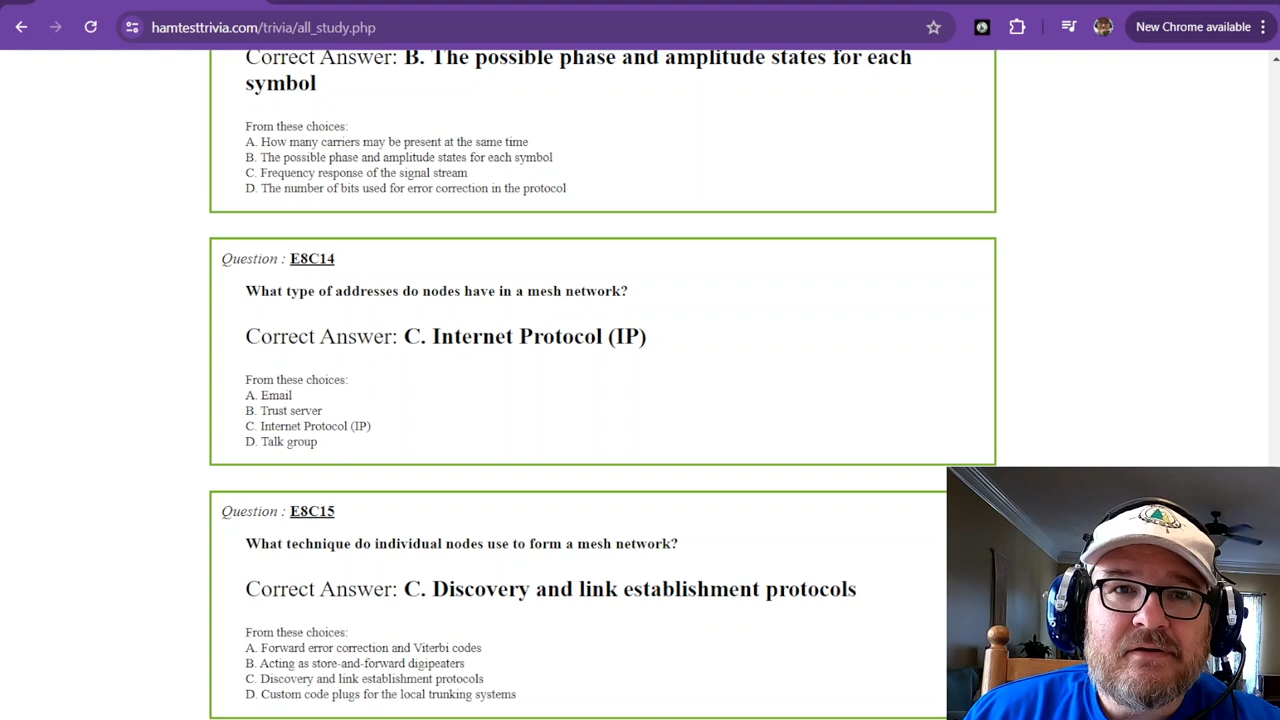 hamtesttrivia.com/trivia/all_study.php
New Chrome available
Correct Answer: B. The possible phase and amplitude states for each
symbol
From these choices:
A. How many carriers may be present at the same time
B. The possible phase and amplitude states for each symbol
C. Frequency response of the signal stream
D. The number of bits used for error correction in the protocol
Question : E8C14
What type of addresses do nodes have in a mesh network?
Correct Answer: C. Internet Protocol (IP)
From these choices:
A. Email
B. Trust server
C. Internet Protocol (IP)
D. Talk group
Question : E8C15
What technique do individual nodes use to form a mesh network?
Correct Answer: C. Discovery and link establishment protocols
From these choices:
A. Forward error correction and Viterbi codes
B. Acting as store-and-forward digipeaters
C. Discovery and link establishment protocols
D. Custom code plugs for the local trunking systems